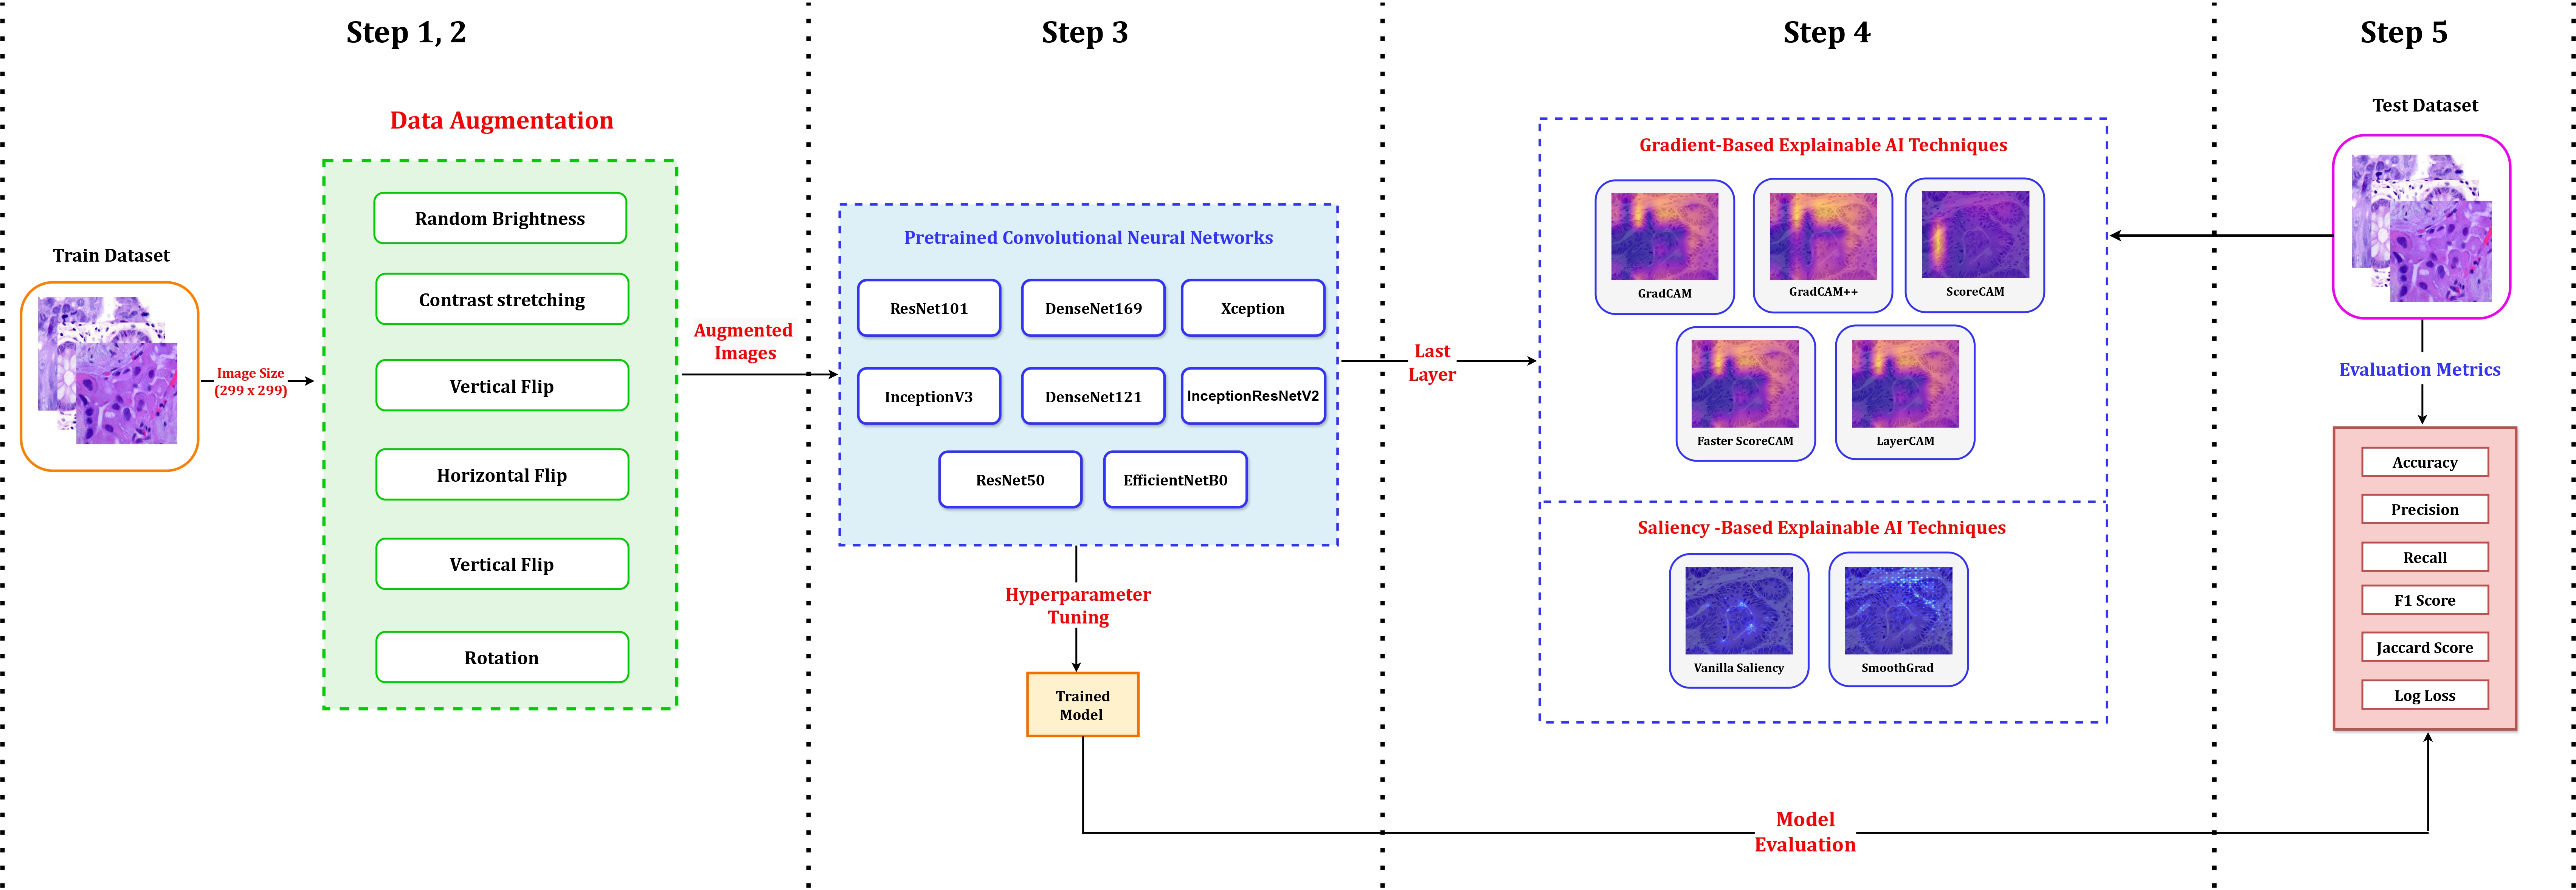 Step 1, 2
Step 3
Step 4
Step 5
Train Dataset
Image Size
(299 x 299)
Data Augmentation
Random Brightness
Contrast stretching
Vertical Flip
Horizontal Flip
Vertical Flip
Rotation
Augmented
Images
Pretrained Convolutional Neural Networks
ResNet101
DenseNet169
Xception
InceptionV3
DenseNet121
InceptionResNetV2
ResNet50
EfficientNetB0
Hyperparameter
Tuning
Trained
Model
Last
Layer
Gradient-Based Explainable AI Techniques
GradCAM
GradCAM++
ScoreCAM
Faster ScoreCAM
LayerCAM
Saliency -Based Explainable AI Techniques
Vanilla Saliency
SmoothGrad
Model
Evaluation
Test Dataset
Evaluation Metrics
Accuracy
Precision
Recall
F1 Score
Jaccard Score
Log Loss